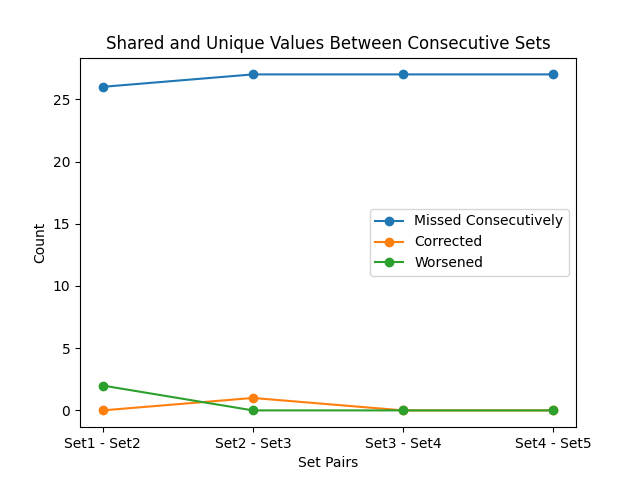 Shared and Unique Values Between Consecutive Sets
Count
25
20
15
10
5
0
Missed Consecutively
Corrected
Worsened
Set1 - Set2
Set2 - Set3
Set3 - Set4
Set4 - Set5
Set Pairs